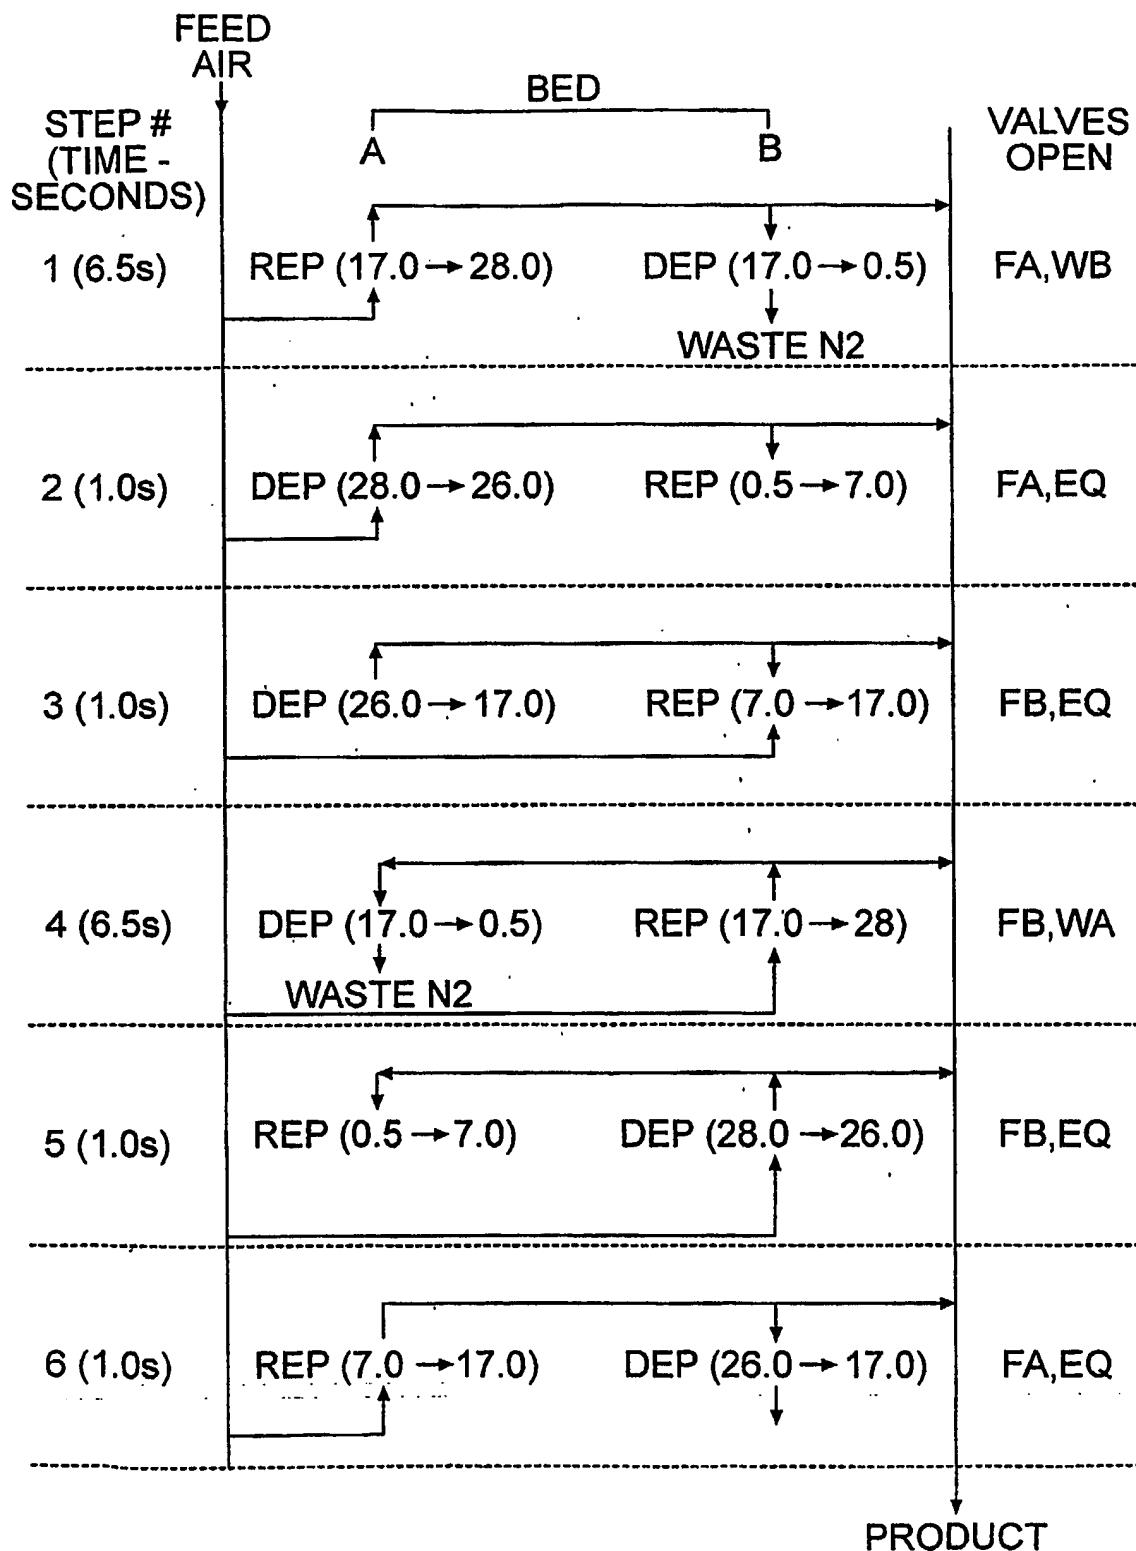 FEED
AIR
BED
STEP #
(TIME -
SECONDS)
A
B
VALVES
OPEN
1 (6.5s)
REP (17.0→28.0)
DEP (17.0→0.5)
FA,WB
WASTE N2
2 (1.0s)
DEP (28.0→26.0)
REP (0.5→7.0)
FA,EQ
3 (1.0s)
DEP (26.0→17.0)
REP (7.0→17.0)
FB,EQ
4 (6.5s)
DEP (17.0→0.5)
REP (17.0→28)
FB,WA
WASTE N2
5 (1.0s)
REP (0.5→7.0)
DEP (28.0→26.0)
FB,EQ
6 (1.0s)
REP (7.0→17.0)
DEP (26.0→17.0)
FA,EQ
PRODUCT